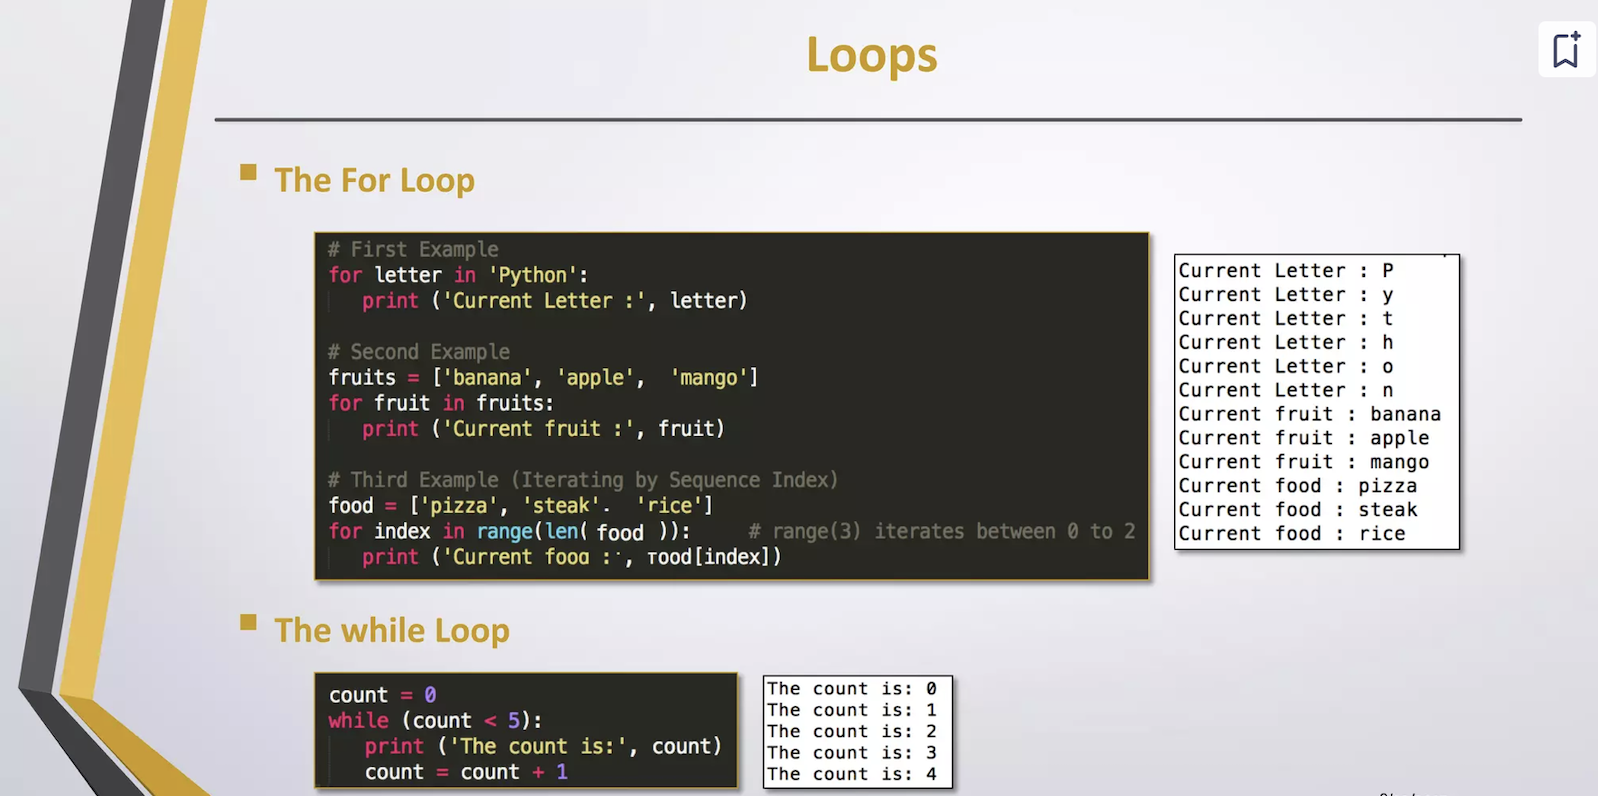 Loops
The For Loop
# First Example
for letter in 'Python':
print ('Current Letter :', letter)
# Second Example
fruits = ['banana', 'apple',  'mango']
for fruit in fruits:
print ('Current fruit :', fruit)
# Third Example (Iterating by Sequence Index)
food = ['pizza', 'steak'.  'rice']
for index in range(len( food )):     # range(3) iterates between 0 to 2
print ('Current food :', food[index])
Current Letter : P
Current Letter : y
Current Letter : t
Current Letter : h
Current Letter : o
Current Letter : n
Current fruit : banana
Current fruit : apple
Current fruit : mango
Current food : pizza
Current food : steak
Current food : rice
The while Loop
count = 0
while (count < 5):
print ('The count is:', count)
count = count + 1
The count is: 0
The count is: 1
The count is: 2
The count is: 3
The count is: 4